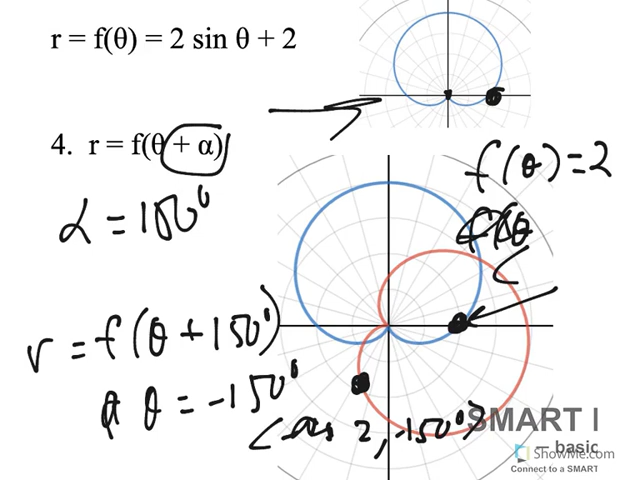 r = f(θ) = 2 sin θ + 2
4. r = f(θ + α)
f(θ) = 2
α = 150°
r = f(θ + 150°)
θ = -150°
2, -150°)
SMART |
– basic
ShowMe.com
Connect to a SMART